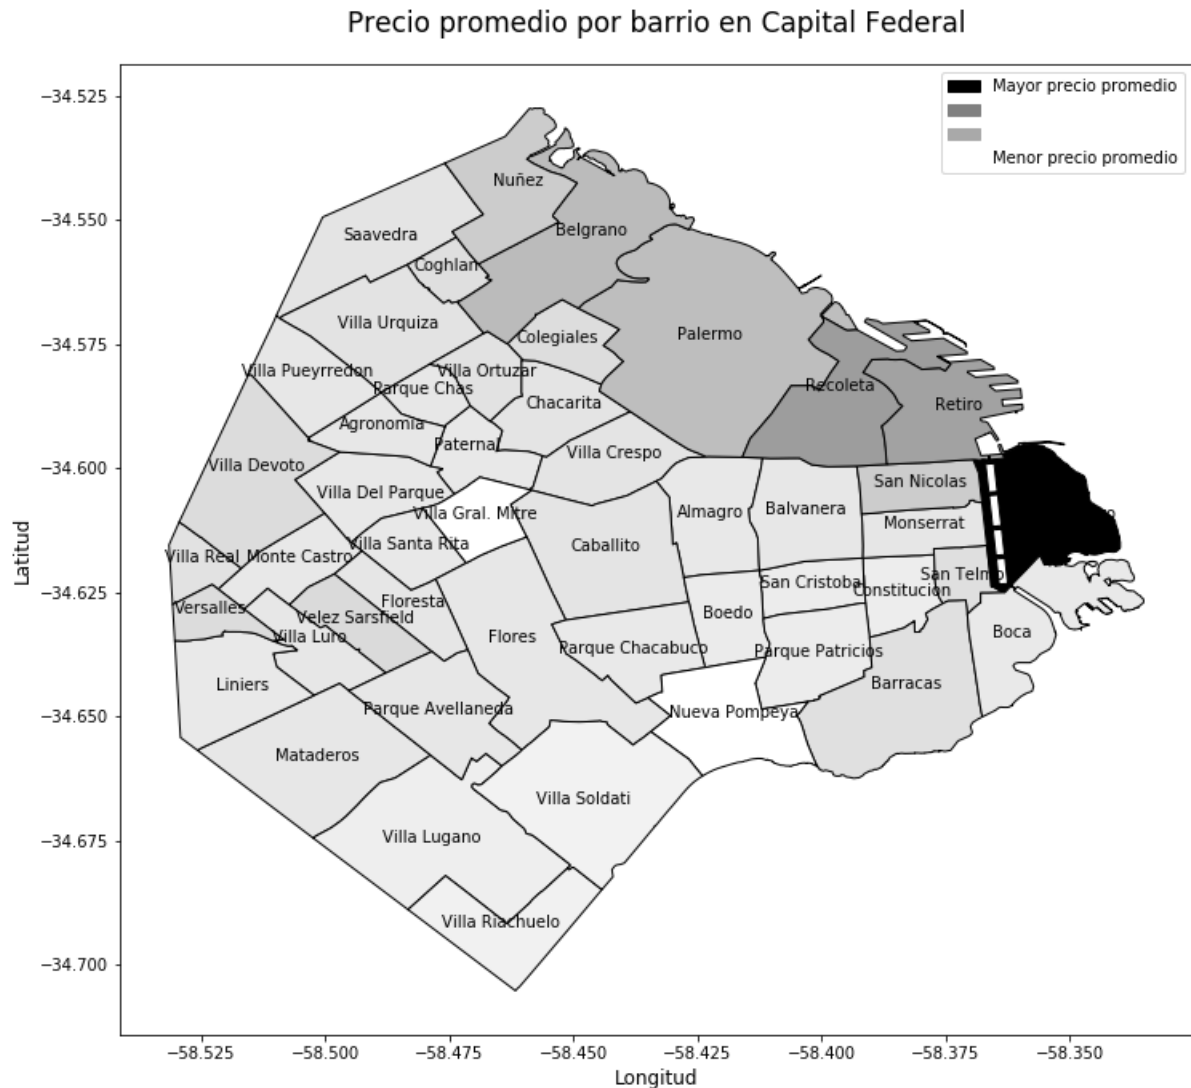 Precio promedio por barrio en Capital Federal
Mayor precio promedio
Menor precio promedio
Latitud
−34.525
−34.550
−34.575
−34.600
−34.625
−34.650
−34.675
−34.700
Nuñez
Belgrano
Saavedra
Coghlan
Villa Urquiza
Colegiales
Palermo
Villa Pueyrredon
Villa Ortuzar
Parque Chas
Recoleta
Chacarita
Retiro
Agronomia
Paternal
Villa Crespo
Villa Devoto
San Nicolas
Villa Del Parque
Villa Gral. Mitre
Almagro
Balvanera
Monserrat
Villa Santa Rita
Caballito
Villa Real
Monte Castro
San Telmo
San Cristobal
Constitucion
Floresta
Versalles
Velez Sarsfield
Boedo
Villa Luro
Flores
Boca
Parque Chacabuco
Parque Patricios
Liniers
Barracas
Parque Avellaneda
Nueva Pompeya
Mataderos
Villa Soldati
Villa Lugano
Villa Riachuelo
−58.525
−58.500
−58.475
−58.450
−58.425
−58.400
−58.375
−58.350
Longitud